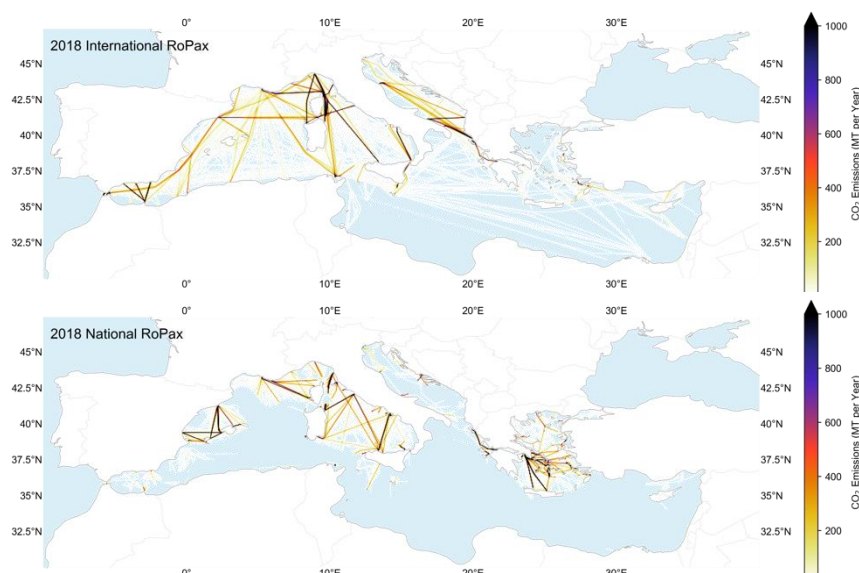 0° 10°E 20°E 30°E
2018 International RoPax
45°N 45°N
42.5°N 42.5°N
40°N 40°N
37.5°N 37.5°N
35°N 35°N
32.5°N 32.5°N
0° 10°E 20°E 30°E
1000
800
600
400
200
CO₂ Emissions (MT per Year)
2018 National RoPax
45°N 45°N
42.5°N 42.5°N
40°N 40°N
37.5°N 37.5°N
35°N 35°N
32.5°N 32.5°N
0° 10°E 20°E 30°E
1000
800
600
400
200
CO₂ Emissions (MT per Year)